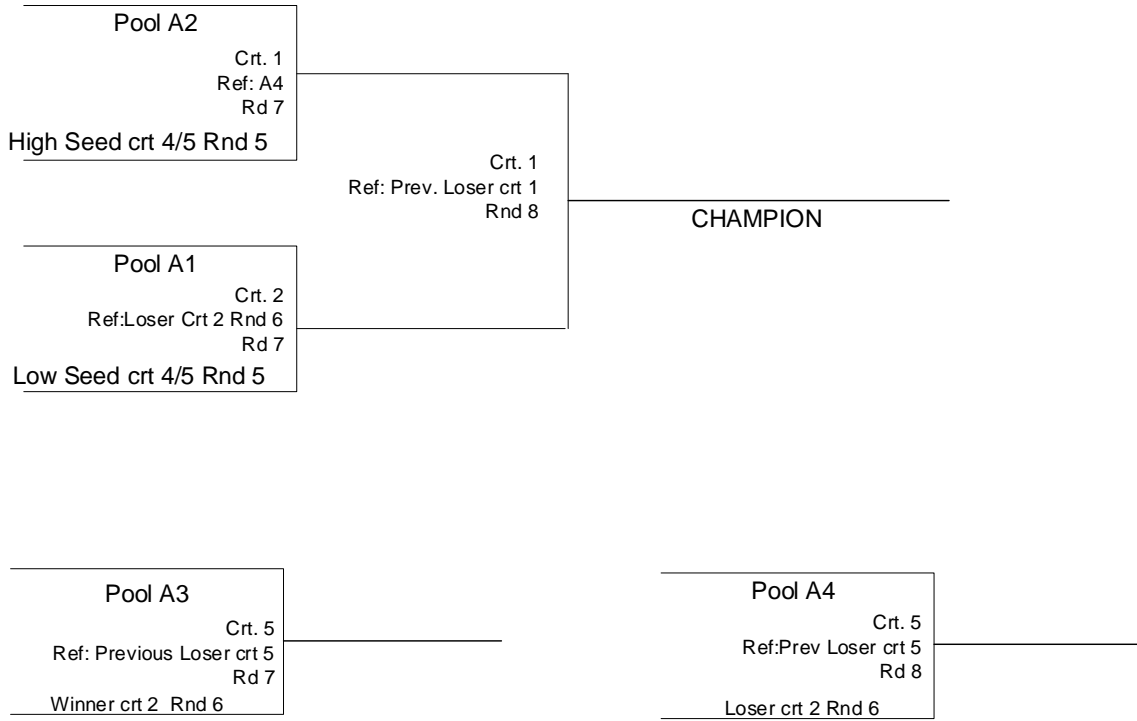 Pool A2
Crt. 1
Ref: A4
Rd 7
High Seed crt 4/5 Rnd 5
Crt. 1
Ref: Prev. Loser crt 1
Rnd 8
CHAMPION
Pool A1
Crt. 2
Ref:Loser Crt 2 Rnd 6
Rd 7
Low Seed crt 4/5 Rnd 5
Pool A3
Crt. 5
Ref: Previous Loser crt 5
Rd 7
Winner crt 2 Rnd 6
Pool A4
Crt. 5
Ref:Prev Loser crt 5
Rd 8
Loser crt 2 Rnd 6